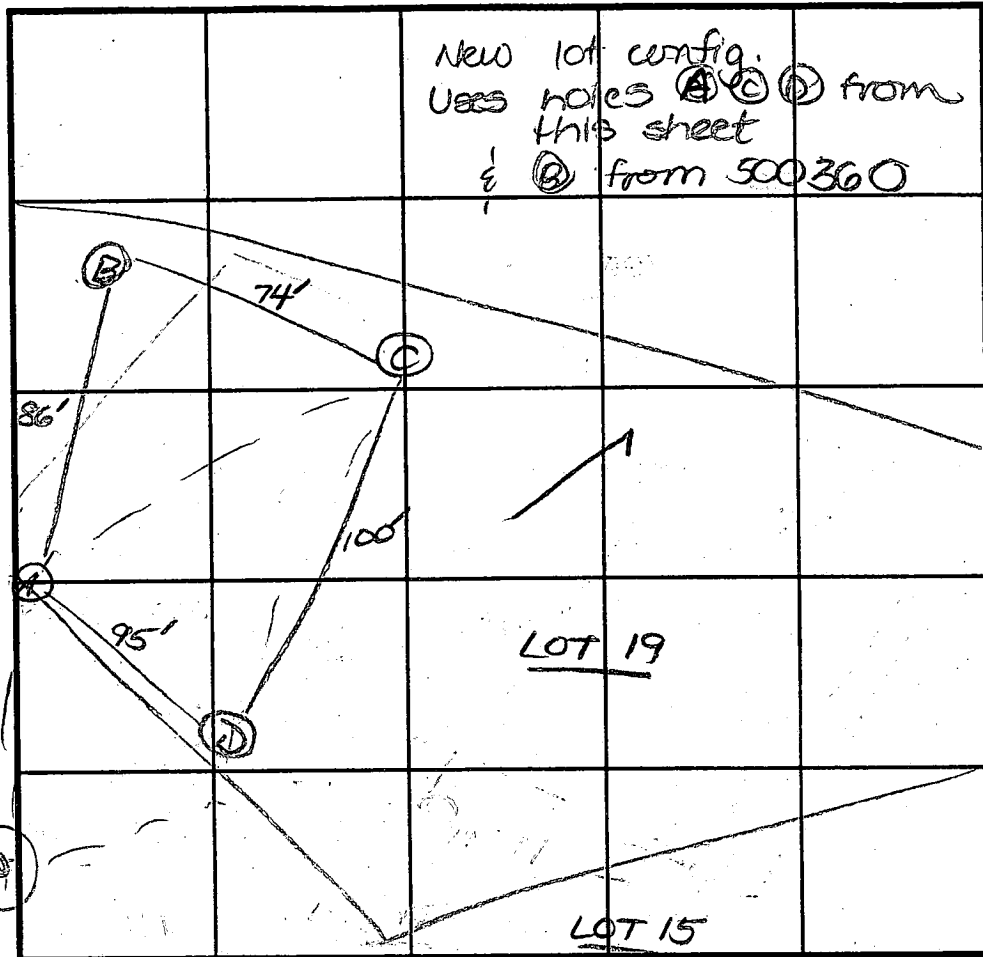 New lot config.
Uses holes A C D from
this sheet
& B from 500360
B
74'
C
86'
100'
A
95'
LOT 19
D
LOT 15